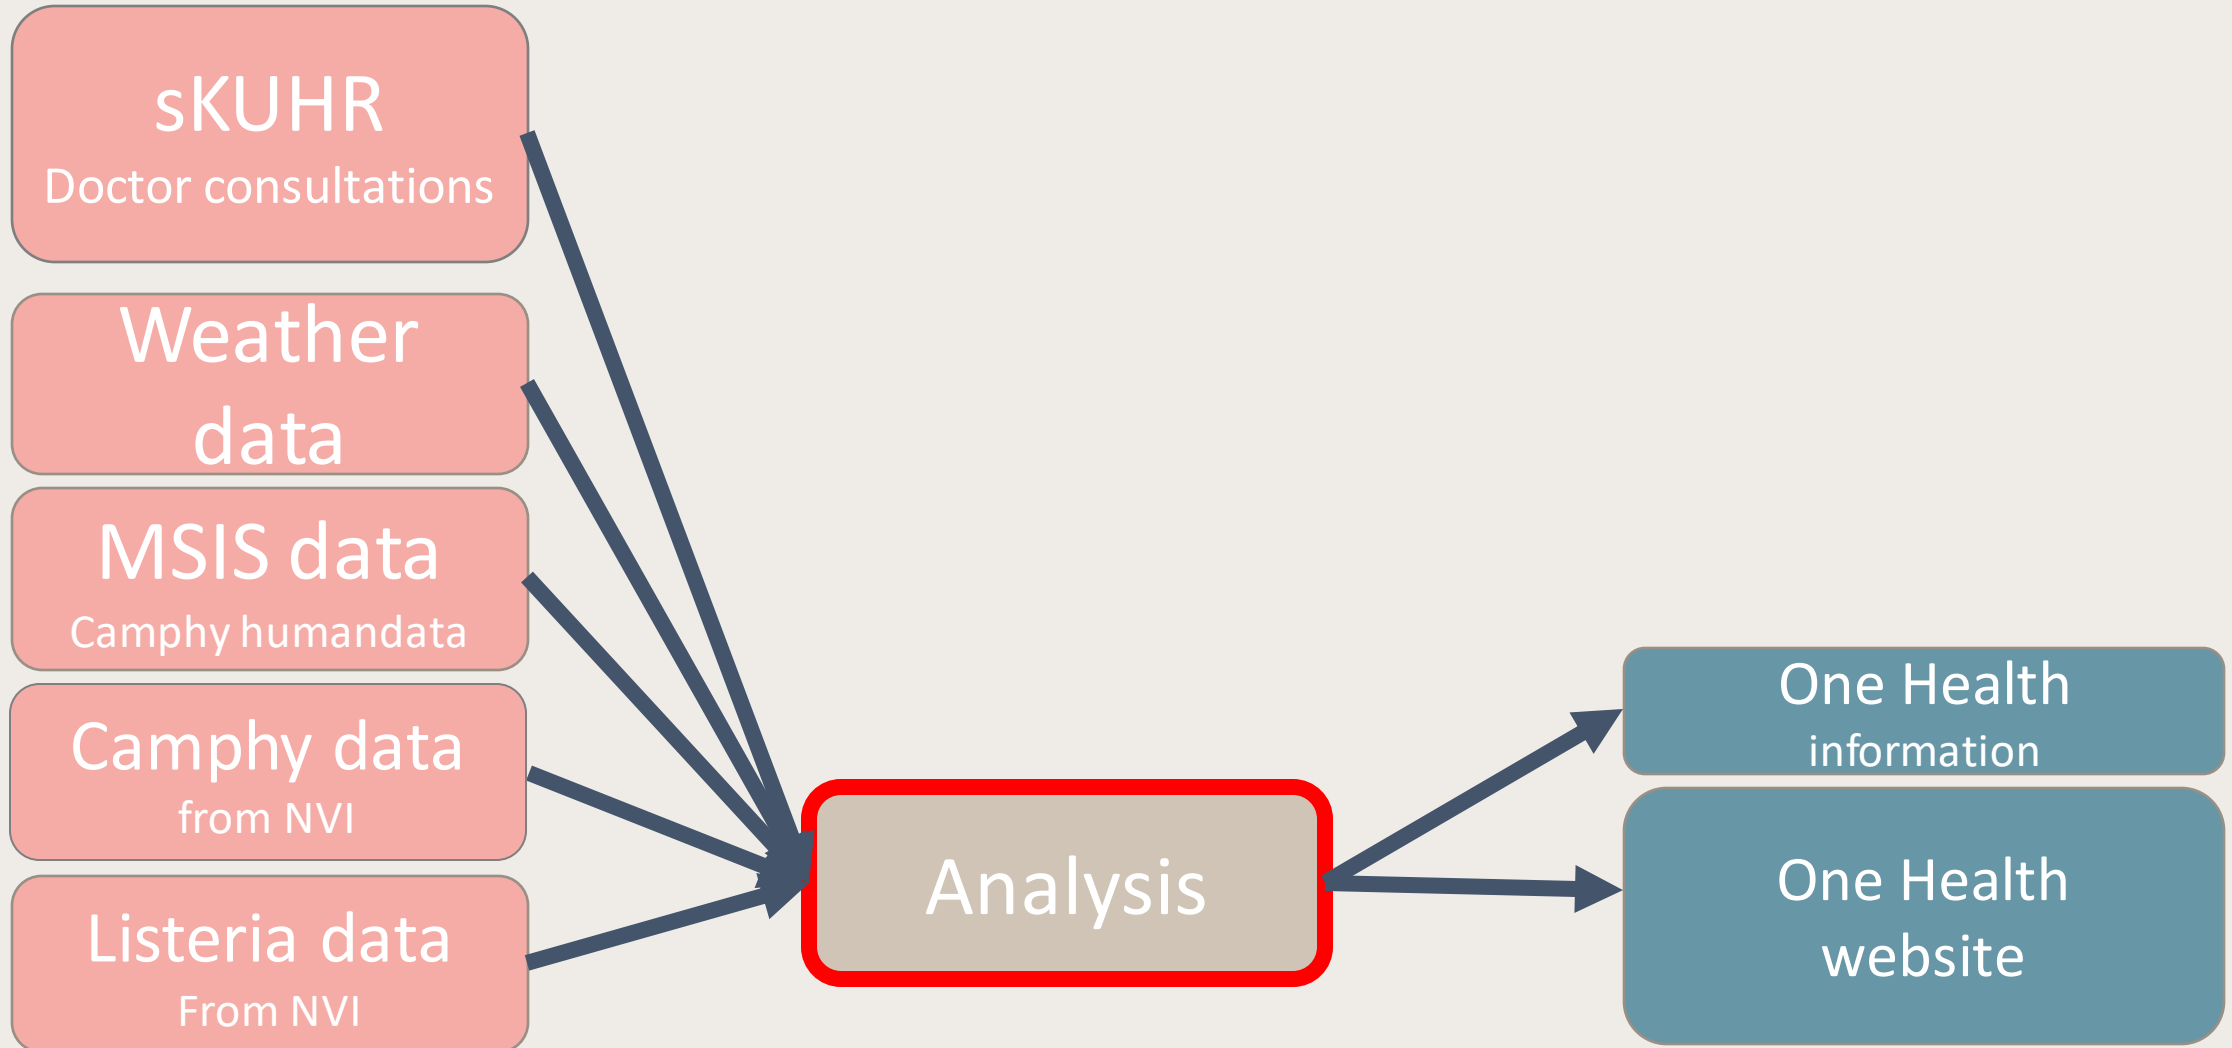 sKUHR
Doctor consultations
Weather
data
MSIS data
Camphy humandata
Camphy data
from NVI
Listeria data
From NVI
Analysis
One Health
information
One Health
website